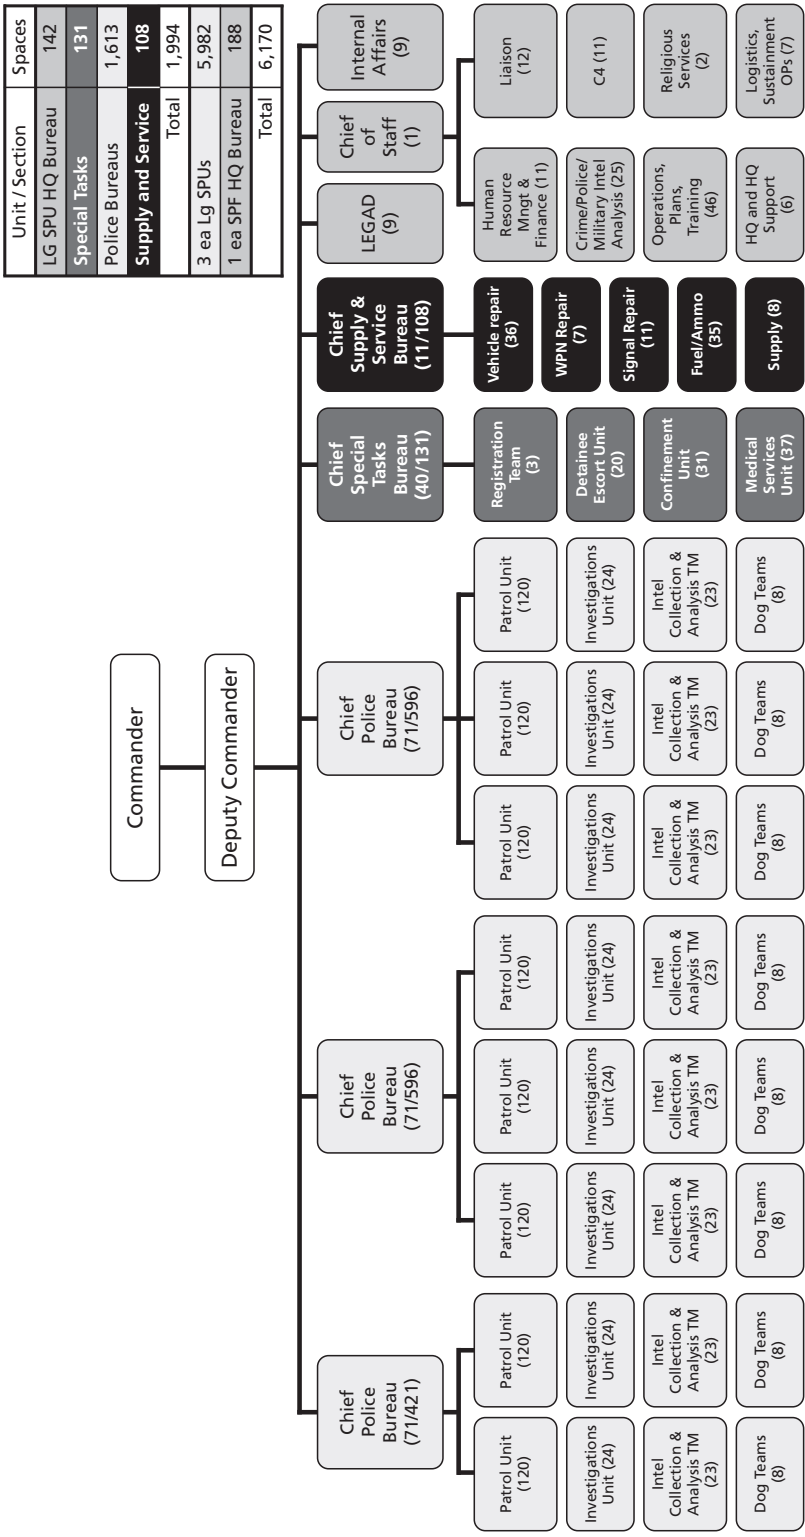 Unit / Section Spaces
LG SPU HQ Bureau 142
Special Tasks 131
Police Bureaus 1,613
Supply and Service 108
Total 1,994
3 ea Lg SPUs 5,982
1 ea SPF HQ Bureau 188
Total 6,170
Commander
Deputy Commander
Chief
Police
Bureau
(71/421)
Chief
Police
Bureau
(71/596)
Chief
Police
Bureau
(71/596)
Chief
Special
Tasks
Bureau
(40/131)
Chief
Supply &
Service
Bureau
(11/108)
LEGAD
(9)
Chief
of
Staff
(1)
Internal
Affairs
(9)
Patrol Unit
(120)
Investigations
Unit (24)
Intel
Collection &
Analysis TM
(23)
Dog Teams
(8)
Patrol Unit
(120)
Investigations
Unit (24)
Intel
Collection &
Analysis TM
(23)
Dog Teams
(8)
Patrol Unit
(120)
Investigations
Unit (24)
Intel
Collection &
Analysis TM
(23)
Dog Teams
(8)
Patrol Unit
(120)
Investigations
Unit (24)
Intel
Collection &
Analysis TM
(23)
Dog Teams
(8)
Patrol Unit
(120)
Investigations
Unit (24)
Intel
Collection &
Analysis TM
(23)
Dog Teams
(8)
Patrol Unit
(120)
Investigations
Unit (24)
Intel
Collection &
Analysis TM
(23)
Dog Teams
(8)
Patrol Unit
(120)
Investigations
Unit (24)
Intel
Collection &
Analysis TM
(23)
Dog Teams
(8)
Patrol Unit
(120)
Investigations
Unit (24)
Intel
Collection &
Analysis TM
(23)
Dog Teams
(8)
Registration
Team
(3)
Detainee
Escort Unit
(20)
Confinement
Unit
(31)
Medical
Services
Unit (37)
Vehicle repair
(36)
WPN Repair
(7)
Signal Repair
(11)
Fuel/Ammo
(35)
Supply (8)
Human
Resource
Mngt &
Finance (11)
Crime/Police/
Military Intel
Analysis (25)
Operations,
Plans,
Training
(46)
HQ and HQ
Support
(6)
Liaison
(12)
C4 (11)
Religious
Services
(2)
Logistics,
Sustainment
OPs (7)